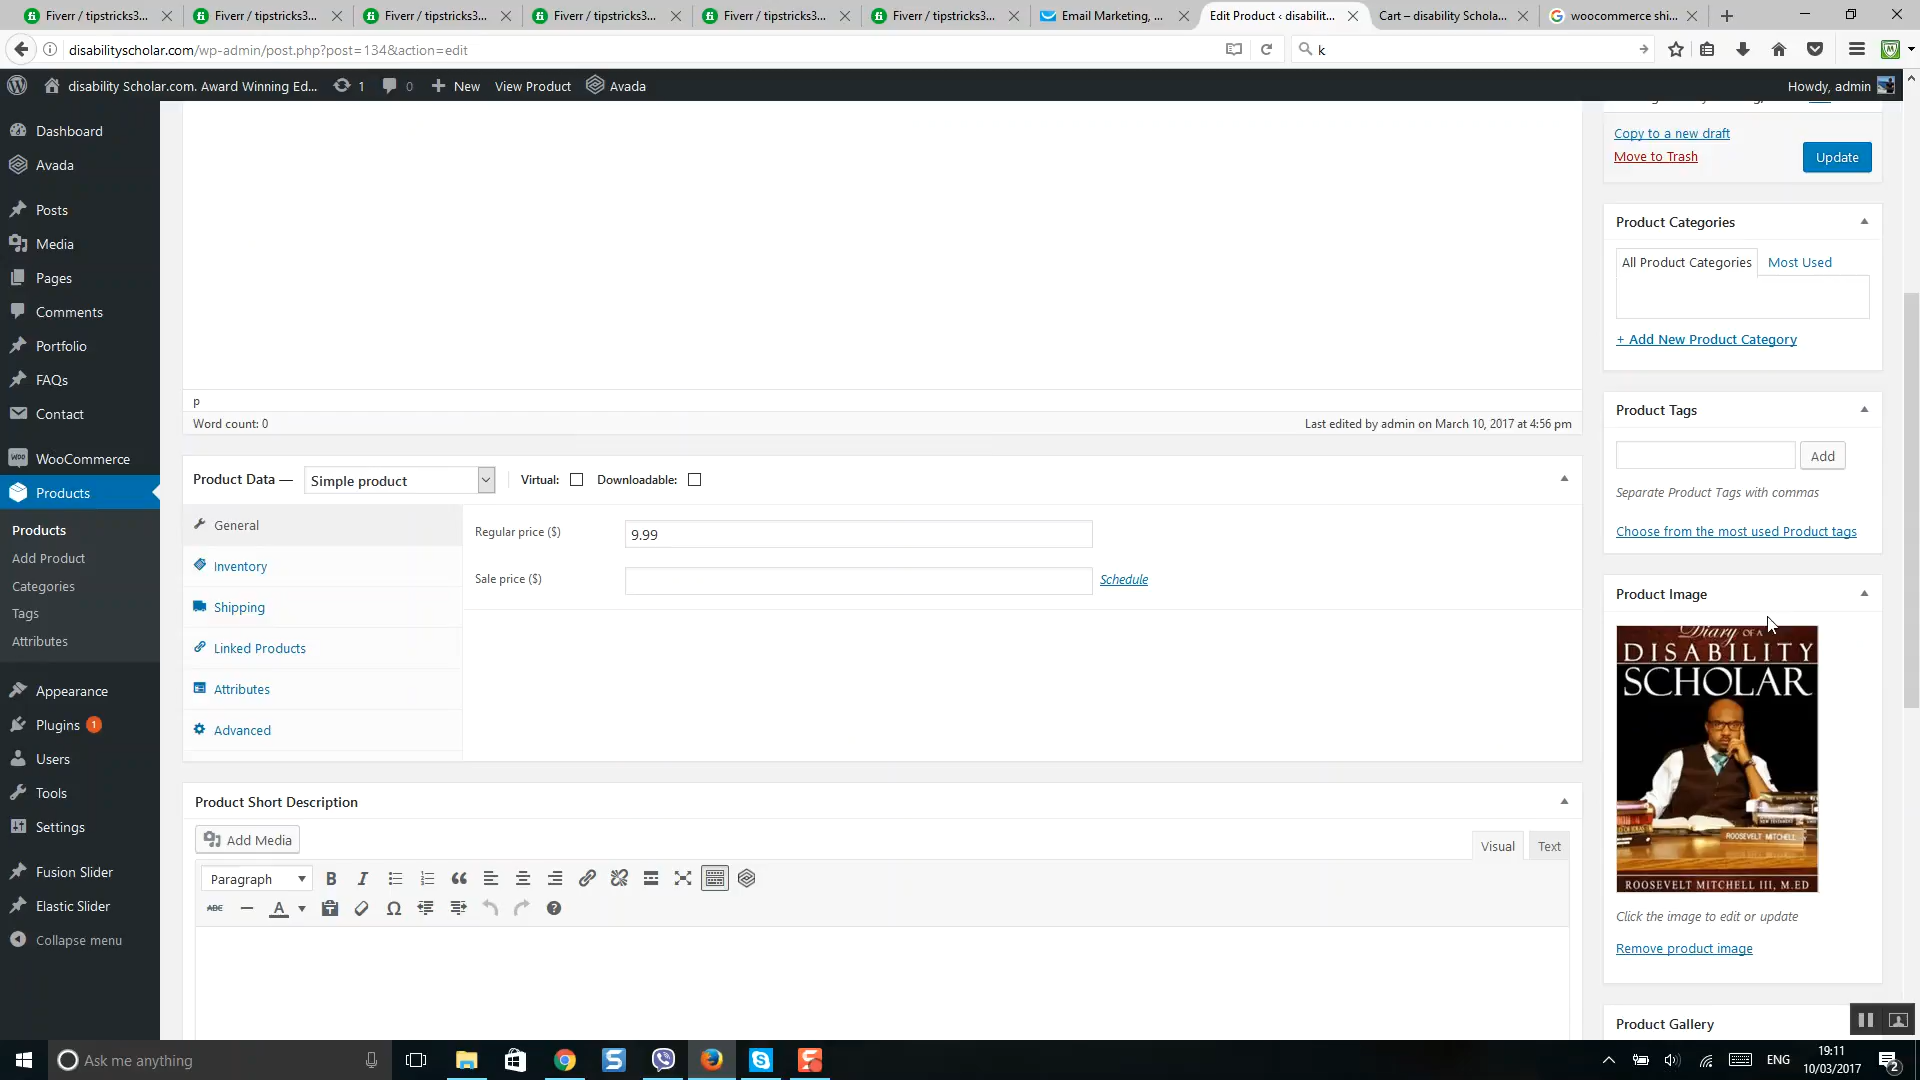 Fiverr / tipstricks3...
Fiverr / tipstricks3...
Fiverr / tipstricks3...
Fiverr / tipstricks3...
Fiverr / tipstricks3...
Fiverr / tipstricks3...
Email Marketing, ...
Edit Product ‹ disabilit...
Cart – disability Schola...
woocommerce shi...
disabilityscholar.com/wp-admin/post.php?post=134&action=edit
k
disability Scholar.com. Award Winning Ed...
1
0
New
View Product
Avada
Howdy, admin
Dashboard
Avada
Posts
Media
Pages
Comments
Portfolio
FAQs
Contact
WooCommerce
Products
Products
Add Product
Categories
Tags
Attributes
Appearance
Plugins 1
Users
Tools
Settings
Fusion Slider
Elastic Slider
Collapse menu
p
Word count: 0
Last edited by admin on March 10, 2017 at 4:56 pm
Product Data —
Simple product
Virtual:
Downloadable:
General
Inventory
Shipping
Linked Products
Attributes
Advanced
Regular price ($)
9.99
Sale price ($)
Schedule
Product Short Description
Add Media
Visual
Text
Paragraph
B
I
ABC
A
Ω
Copy to a new draft
Move to Trash
Update
Product Categories
All Product Categories
Most Used
+ Add New Product Category
Product Tags
Add
Separate Product Tags with commas
Choose from the most used Product tags
Product Image
Diary OF A
DISABILITY
SCHOLAR
ROOSEVELT MITCHELL
ROOSEVELT MITCHELL III, M.ED
Click the image to edit or update
Remove product image
Product Gallery
Ask me anything
ENG
19:11
10/03/2017
2